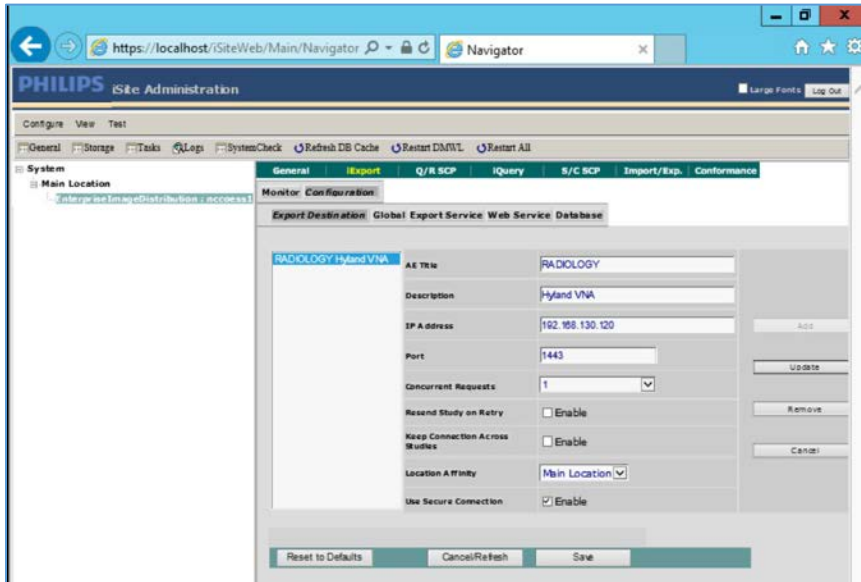 https://localhost/iSiteWeb/Main/Navigator
Navigator
PHILIPS iSite Administration
Large Fonts Log Out
Configure View Test
General Storage Tasks Logs SystemCheck Refresh DB Cache Restart DMWL Restart All
System
Main Location
EnterpriseImageDistribution : nccoess1
General iExport Q/R SCP iQuery S/C SCP Import/Exp. Conformance
Monitor Configuration
Export Destination Global Export Service Web Service Database
RADIOLOGY Hyland VNA
AE Title RADIOLOGY
Description Hyland VNA
IP Address 192.168.130.120
Port 1443
Concurrent Requests 1
Resend Study on Retry Enable
Keep Connection Across Studies Enable
Location Affinity Main Location
Use Secure Connection Enable
Add
Update
Remove
Cancel
Reset to Defaults Cancel/Refresh Save